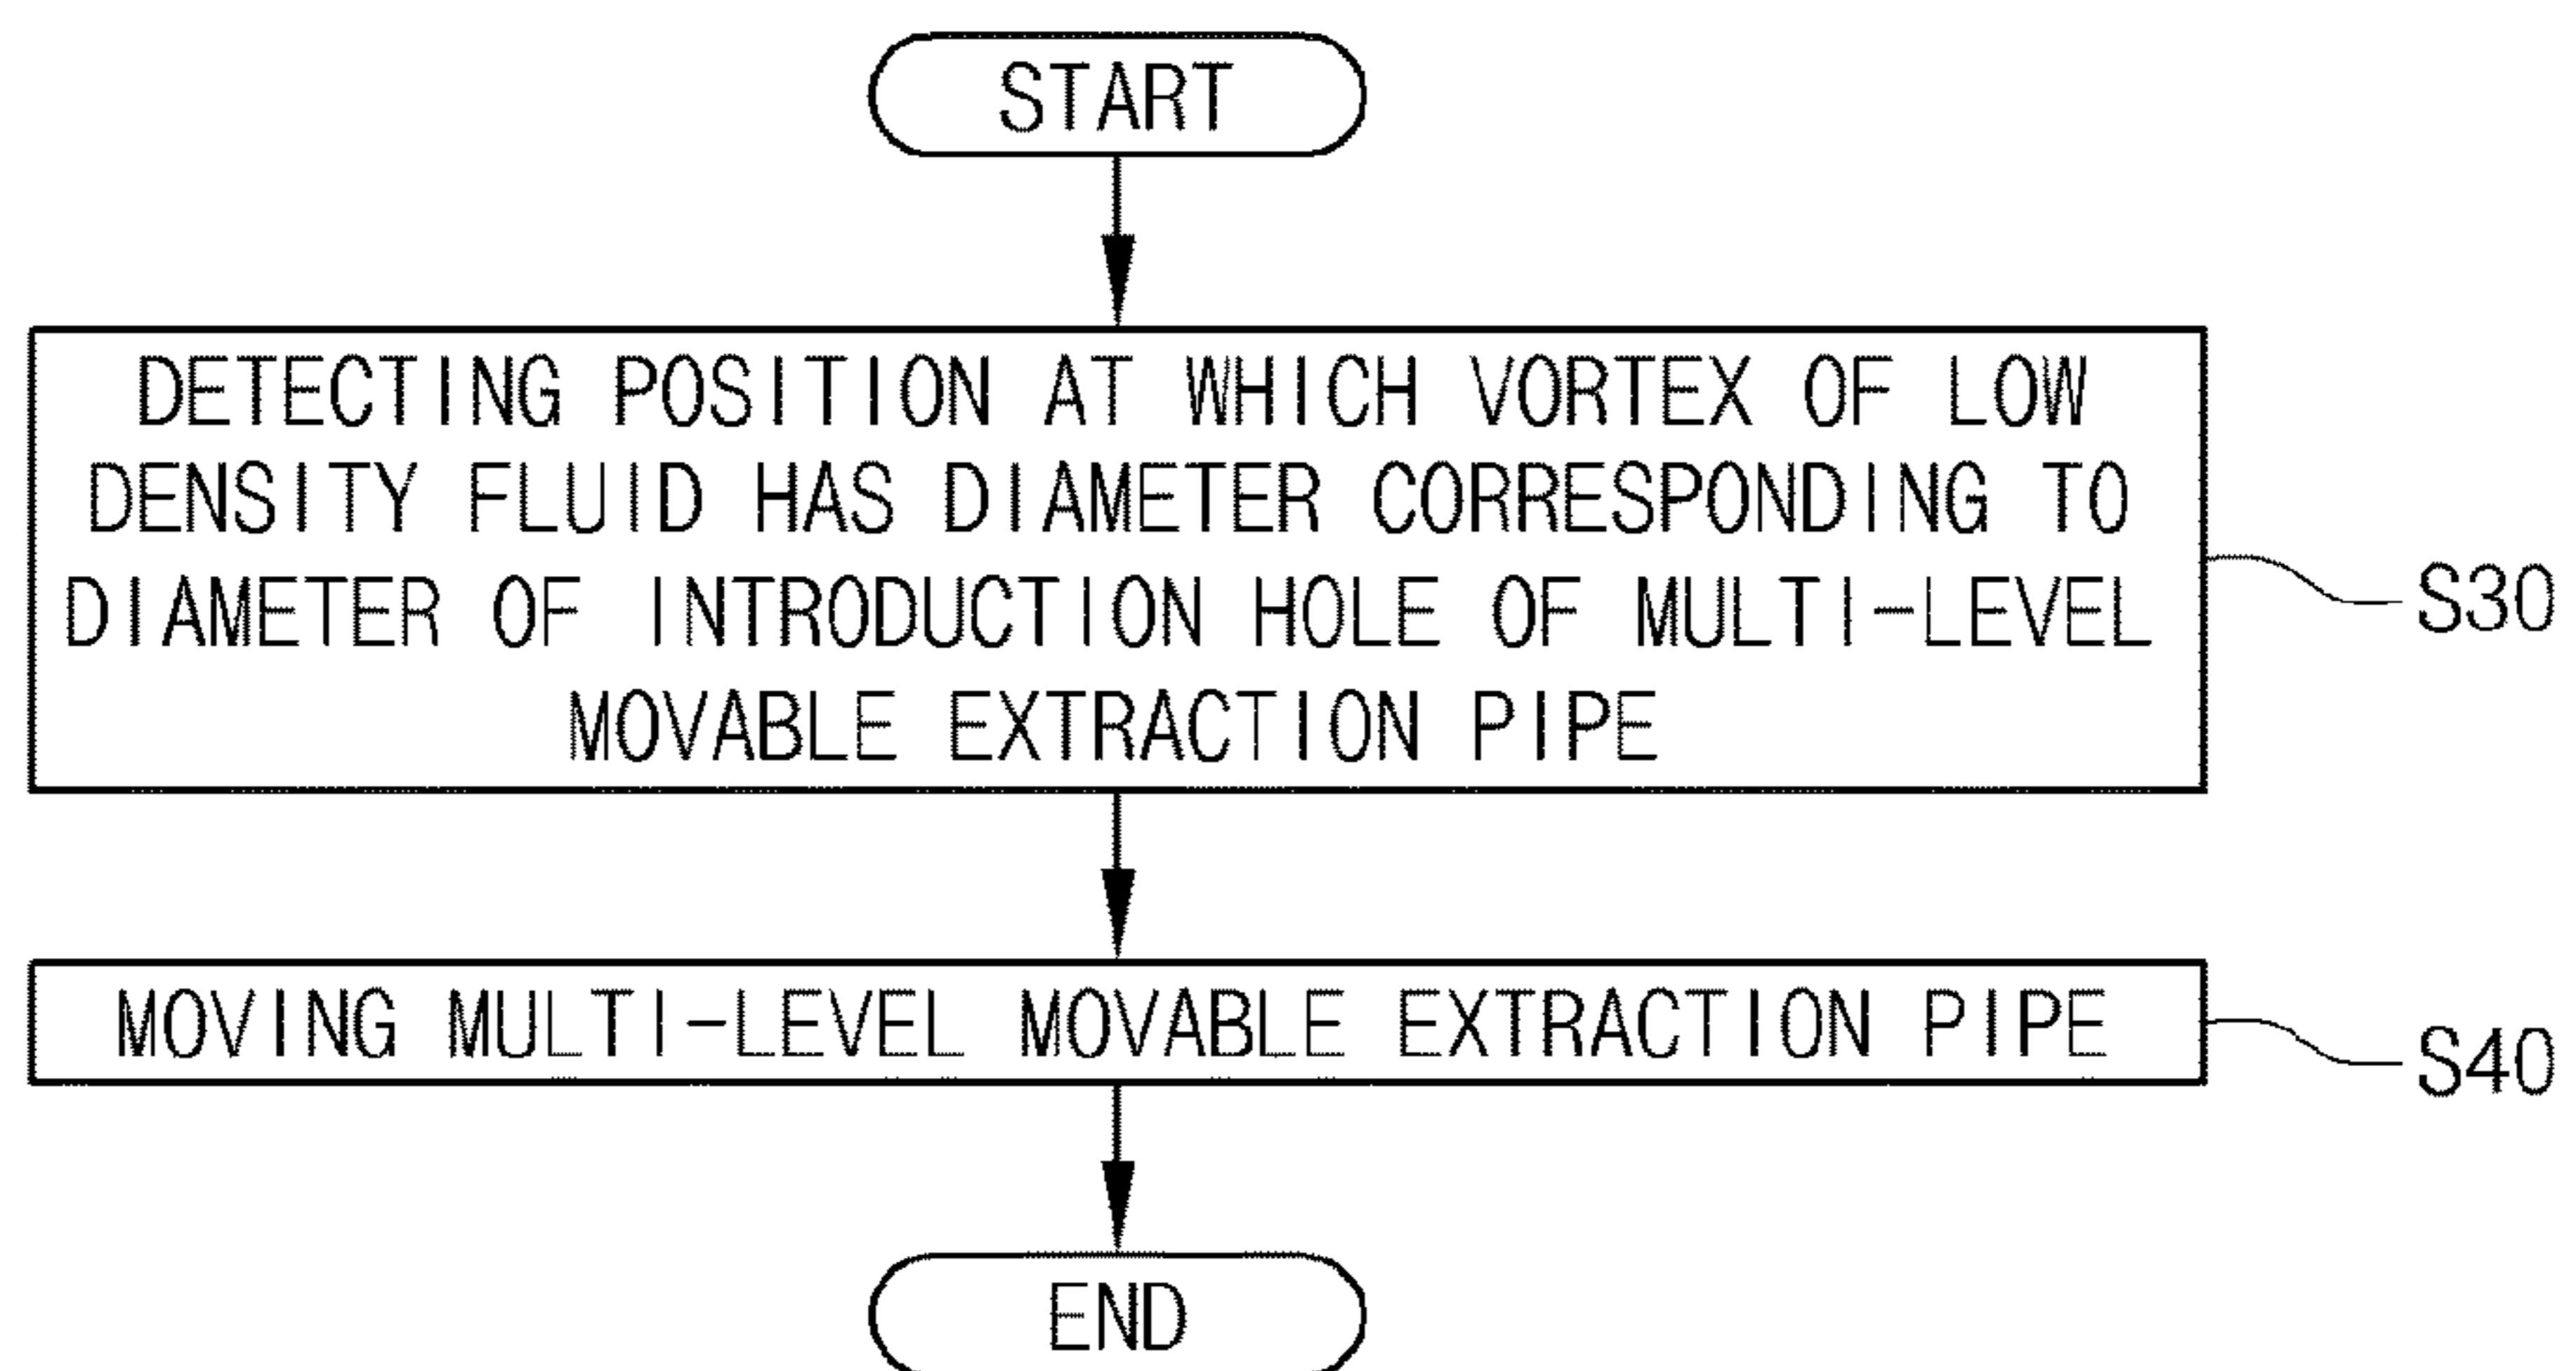 START
DETECTING POSITION AT WHICH VORTEX OF LOW
DENSITY FLUID HAS DIAMETER CORRESPONDING TO
DIAMETER OF INTRODUCTION HOLE OF MULTI-LEVEL
MOVABLE EXTRACTION PIPE
S30
MOVING MULTI-LEVEL MOVABLE EXTRACTION PIPE
S40
END